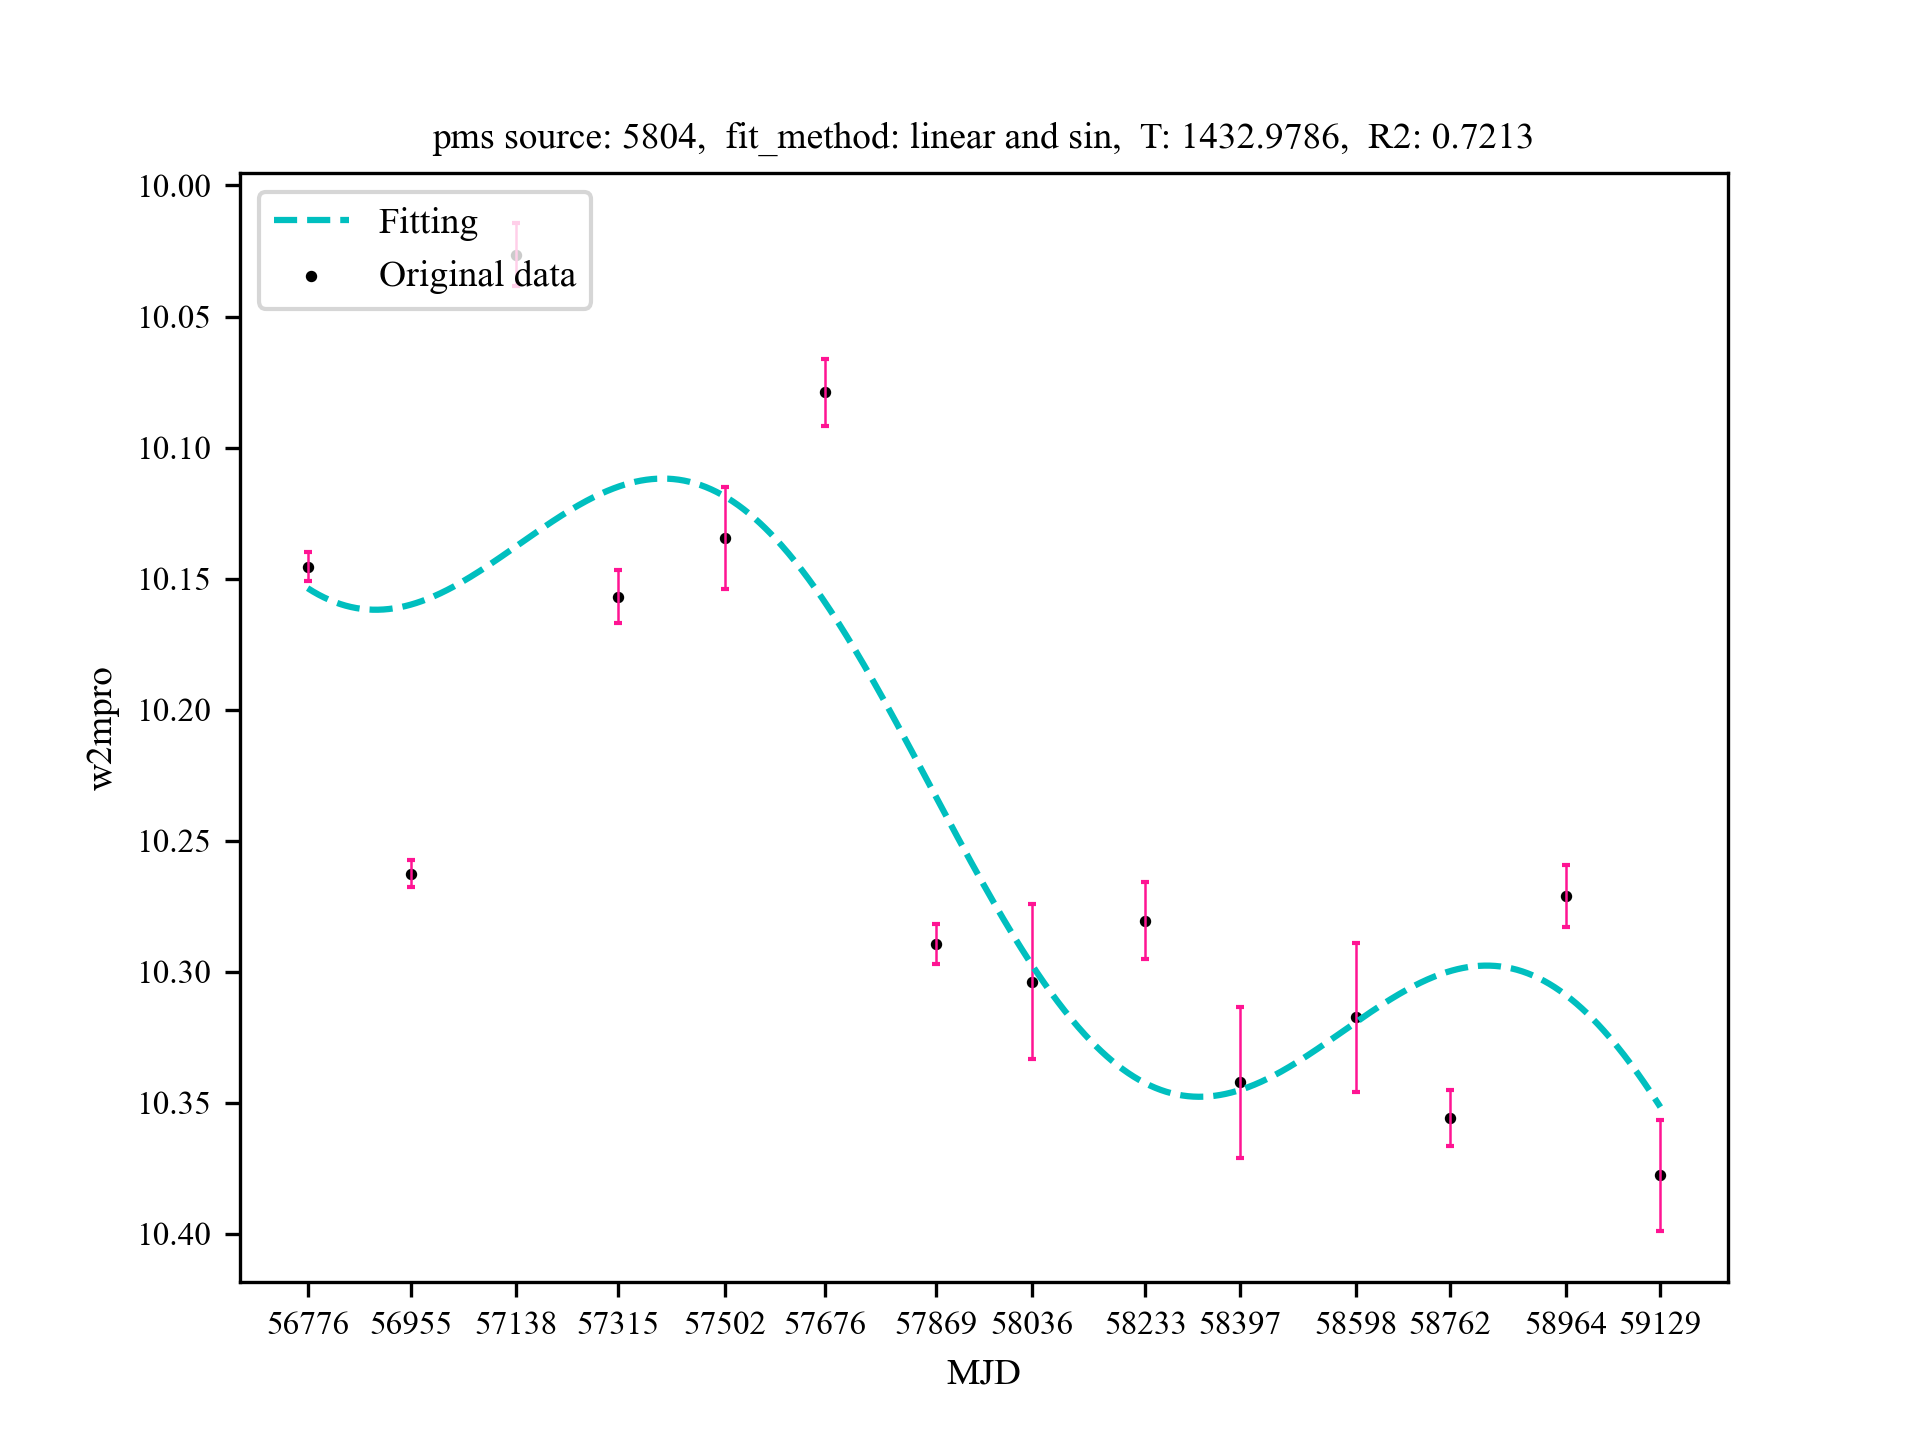 pms source: 5804, fit_method: linear and sin, T: 1432.9786, R2: 0.7213
10.00
10.05
10.10
10.15
10.20
10.25
10.30
10.35
10.40
w2mpro
Fitting
Original data
56776 56955 57138 57315 57502 57676 57869 58036 58233 58397 58598 58762 58964 59129
MJD